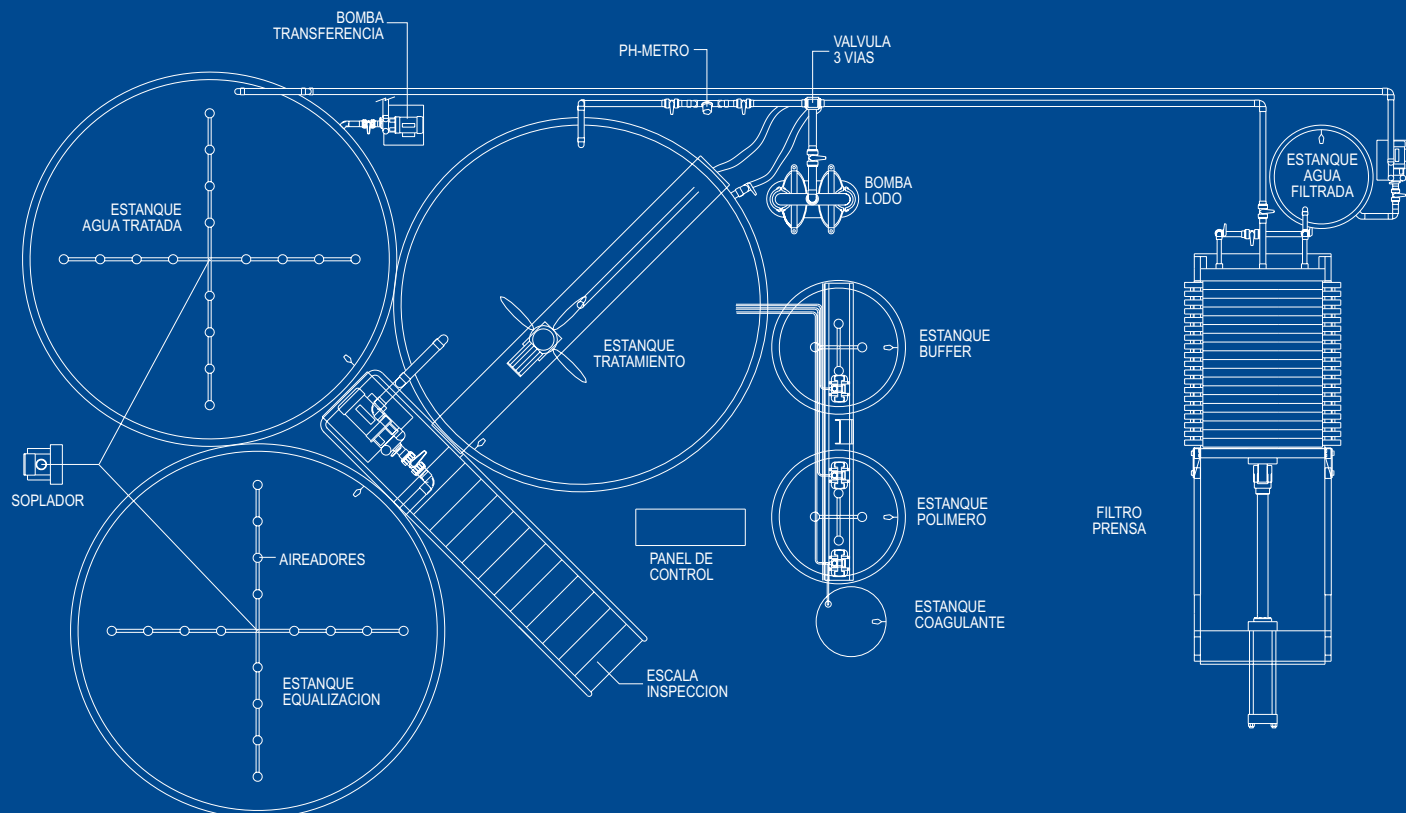 BOMBA
TRANSFERENCIA
PH-METRO
VALVULA
3 VIAS
ESTANQUE
AGUA
FILTRADA
BOMBA
LODO
ESTANQUE
AGUA TRATADA
ESTANQUE
TRATAMIENTO
ESTANQUE
BUFFER
SOPLADOR
ESTANQUE
POLIMERO
FILTRO
PRENSA
AIREADORES
PANEL DE
CONTROL
ESTANQUE
COAGULANTE
ESCALA
INSPECCION
ESTANQUE
EQUALIZACION